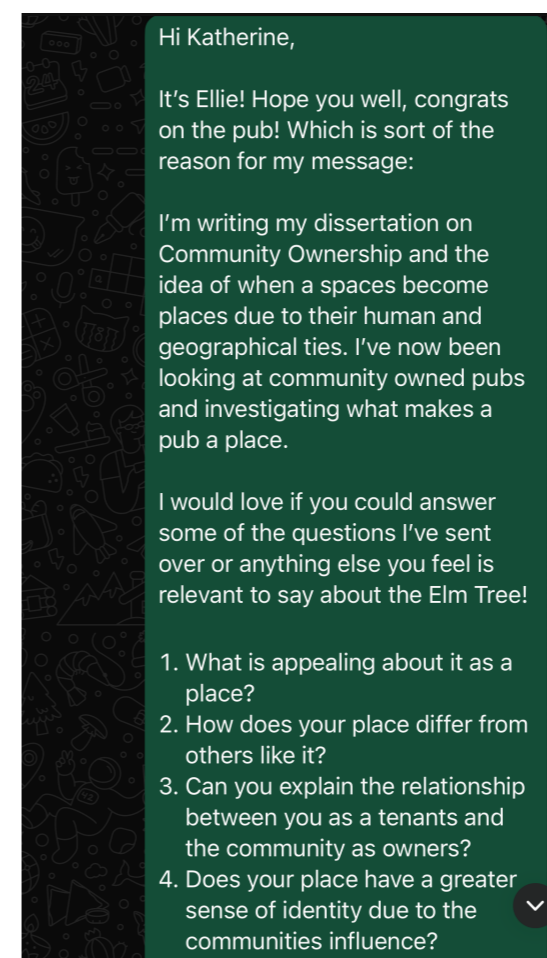 Hi Katherine,
It’s Ellie! Hope you well, congrats
on the pub! Which is sort of the
reason for my message:
I’m writing my dissertation on
Community Ownership and the
idea of when a spaces become
places due to their human and
geographical ties. I’ve now been
looking at community owned pubs
and investigating what makes a
pub a place.
I would love if you could answer
some of the questions I’ve sent
over or anything else you feel is
relevant to say about the Elm Tree!
1. What is appealing about it as a
place?
2. How does your place differ from
others like it?
3. Can you explain the relationship
between you as a tenants and
the community as owners?
4. Does your place have a greater
sense of identity due to the
communities influence?